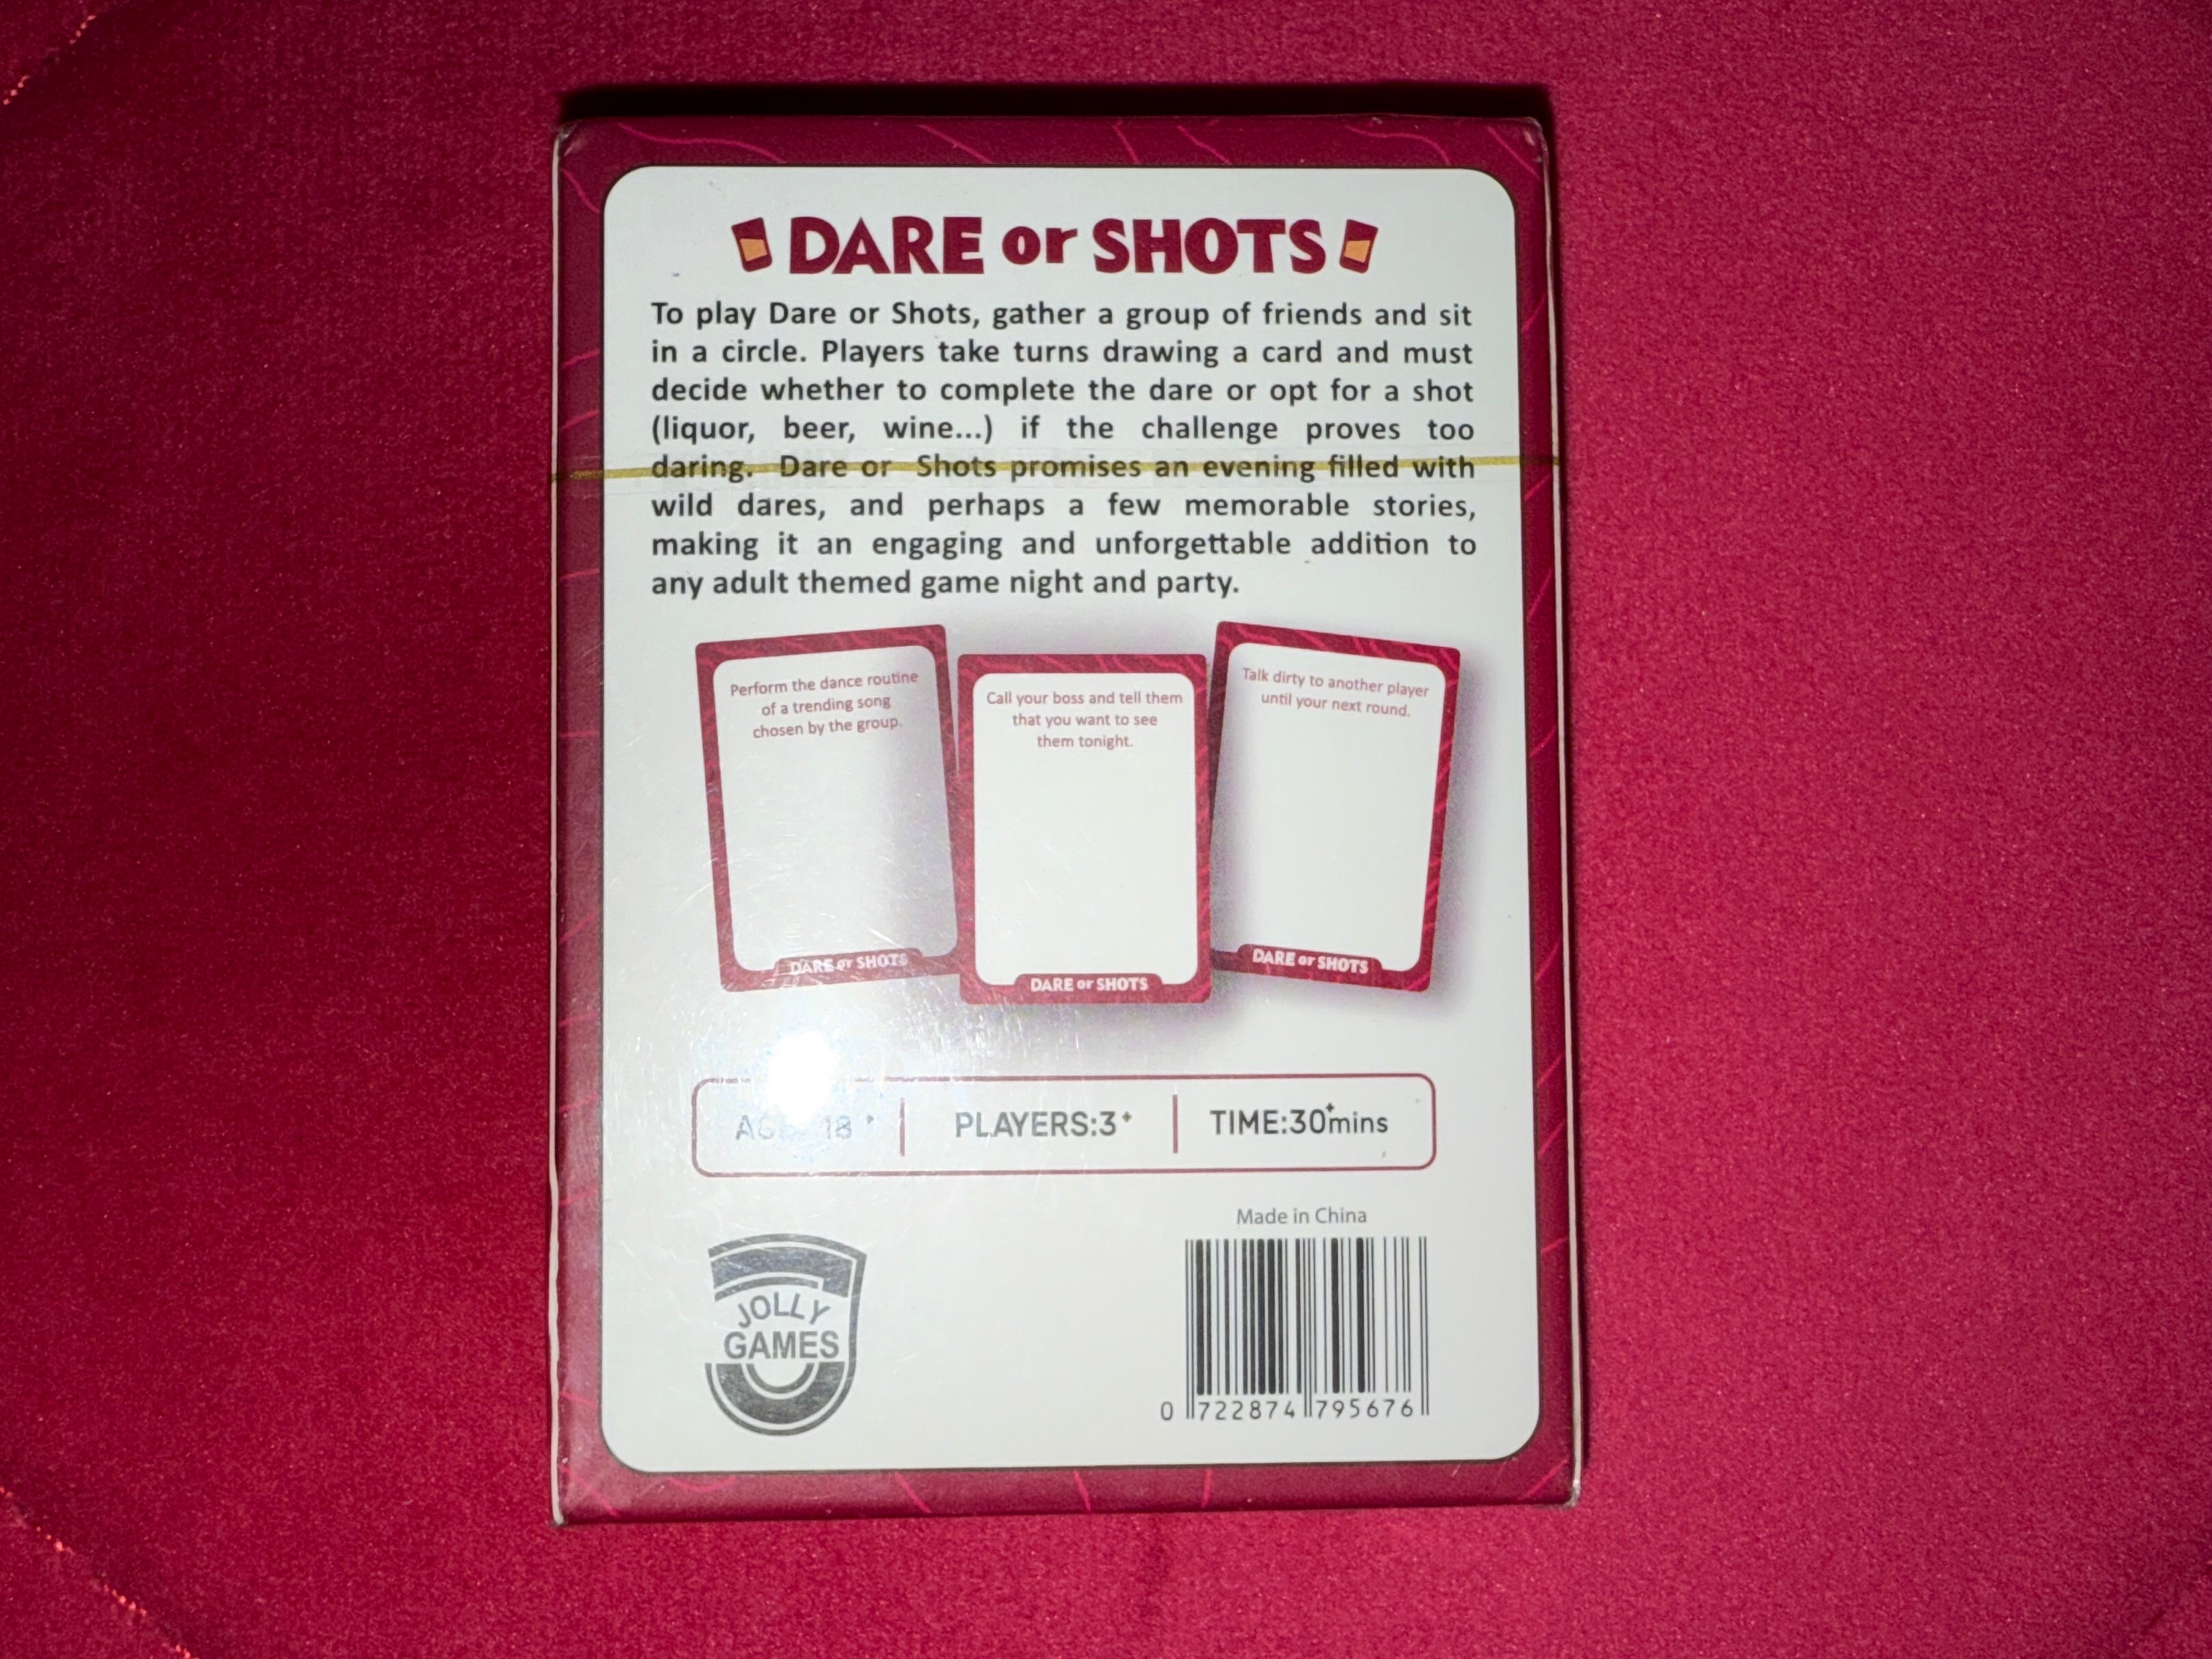 DARE or SHOTS
To play Dare or Shots, gather a group of friends and sit
in a circle. Players take turns drawing a card and must
decide whether to complete the dare or opt for a shot
(liquor, beer, wine...) if the challenge proves too
daring. Dare or Shots promises an evening filled with
wild dares, and perhaps a few memorable stories,
making it an engaging and unforgettable addition to
any adult themed game night and party.
Perform the dance routine
of a trending song
chosen by the group.
DARE or SHOTS
Call your boss and tell them
that you want to see
them tonight.
DARE or SHOTS
Talk dirty to another player
until your next round.
DARE or SHOTS
18+
PLAYERS:3+
TIME:30+mins
JOLLY
GAMES
Made in China
0 722874 795676